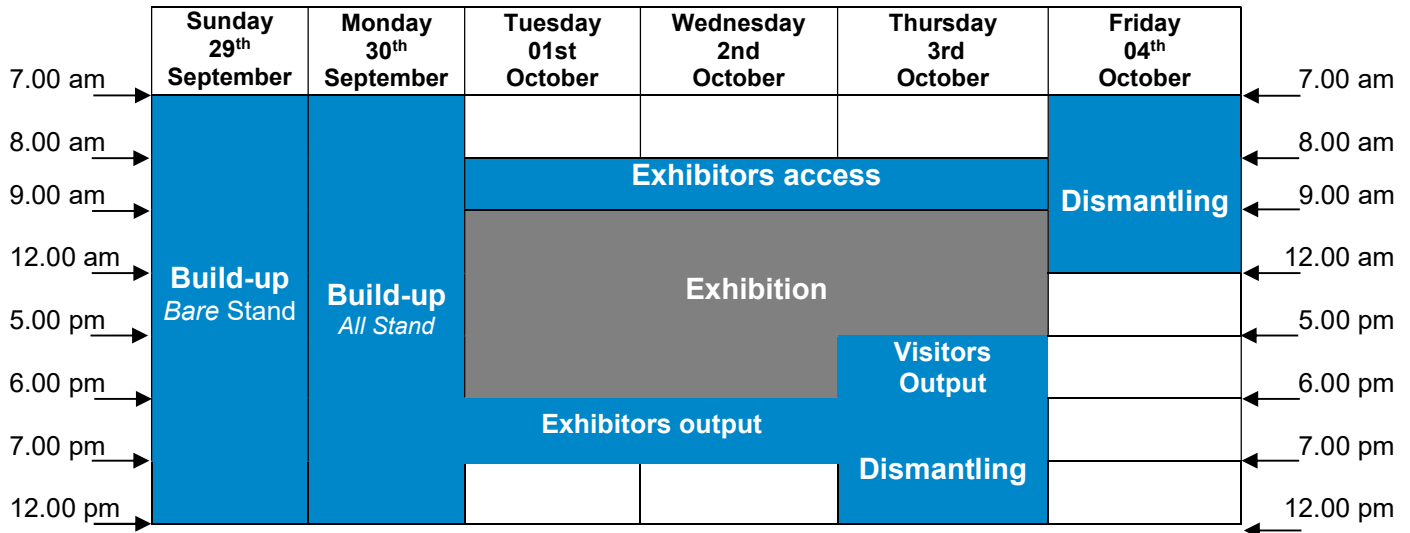 Sunday 29th September
Monday 30th September
Tuesday 01st October
Wednesday 2nd October
Thursday 3rd October
Friday 04th October
7.00 am
7.00 am
8.00 am
8.00 am
Exhibitors access
9.00 am
Dismantling
9.00 am
12.00 am
12.00 am
Build-up
Bare Stand
Build-up
All Stand
Exhibition
5.00 pm
5.00 pm
Visitors
Output
6.00 pm
6.00 pm
Exhibitors output
7.00 pm
Dismantling
7.00 pm
12.00 pm
12.00 pm